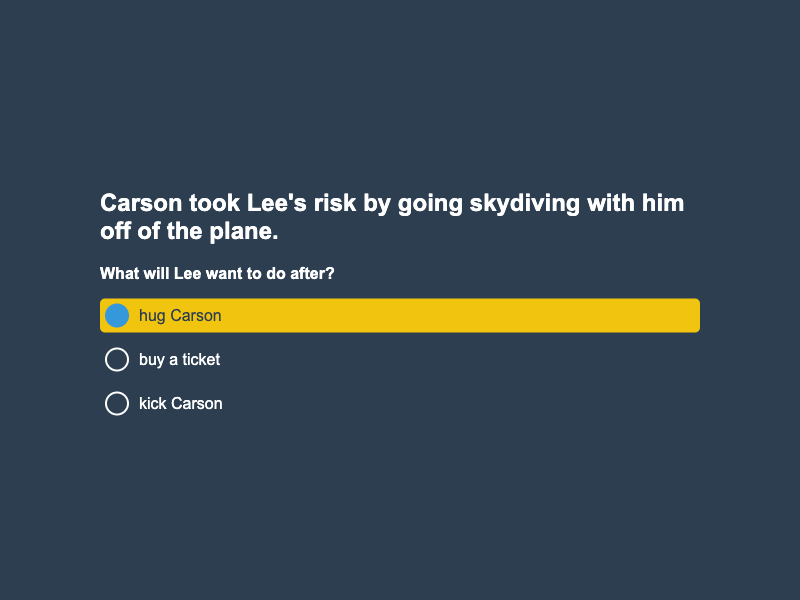 Carson took Lee's risk by going skydiving with him
off of the plane.
What will Lee want to do after?
hug Carson
buy a ticket
kick Carson